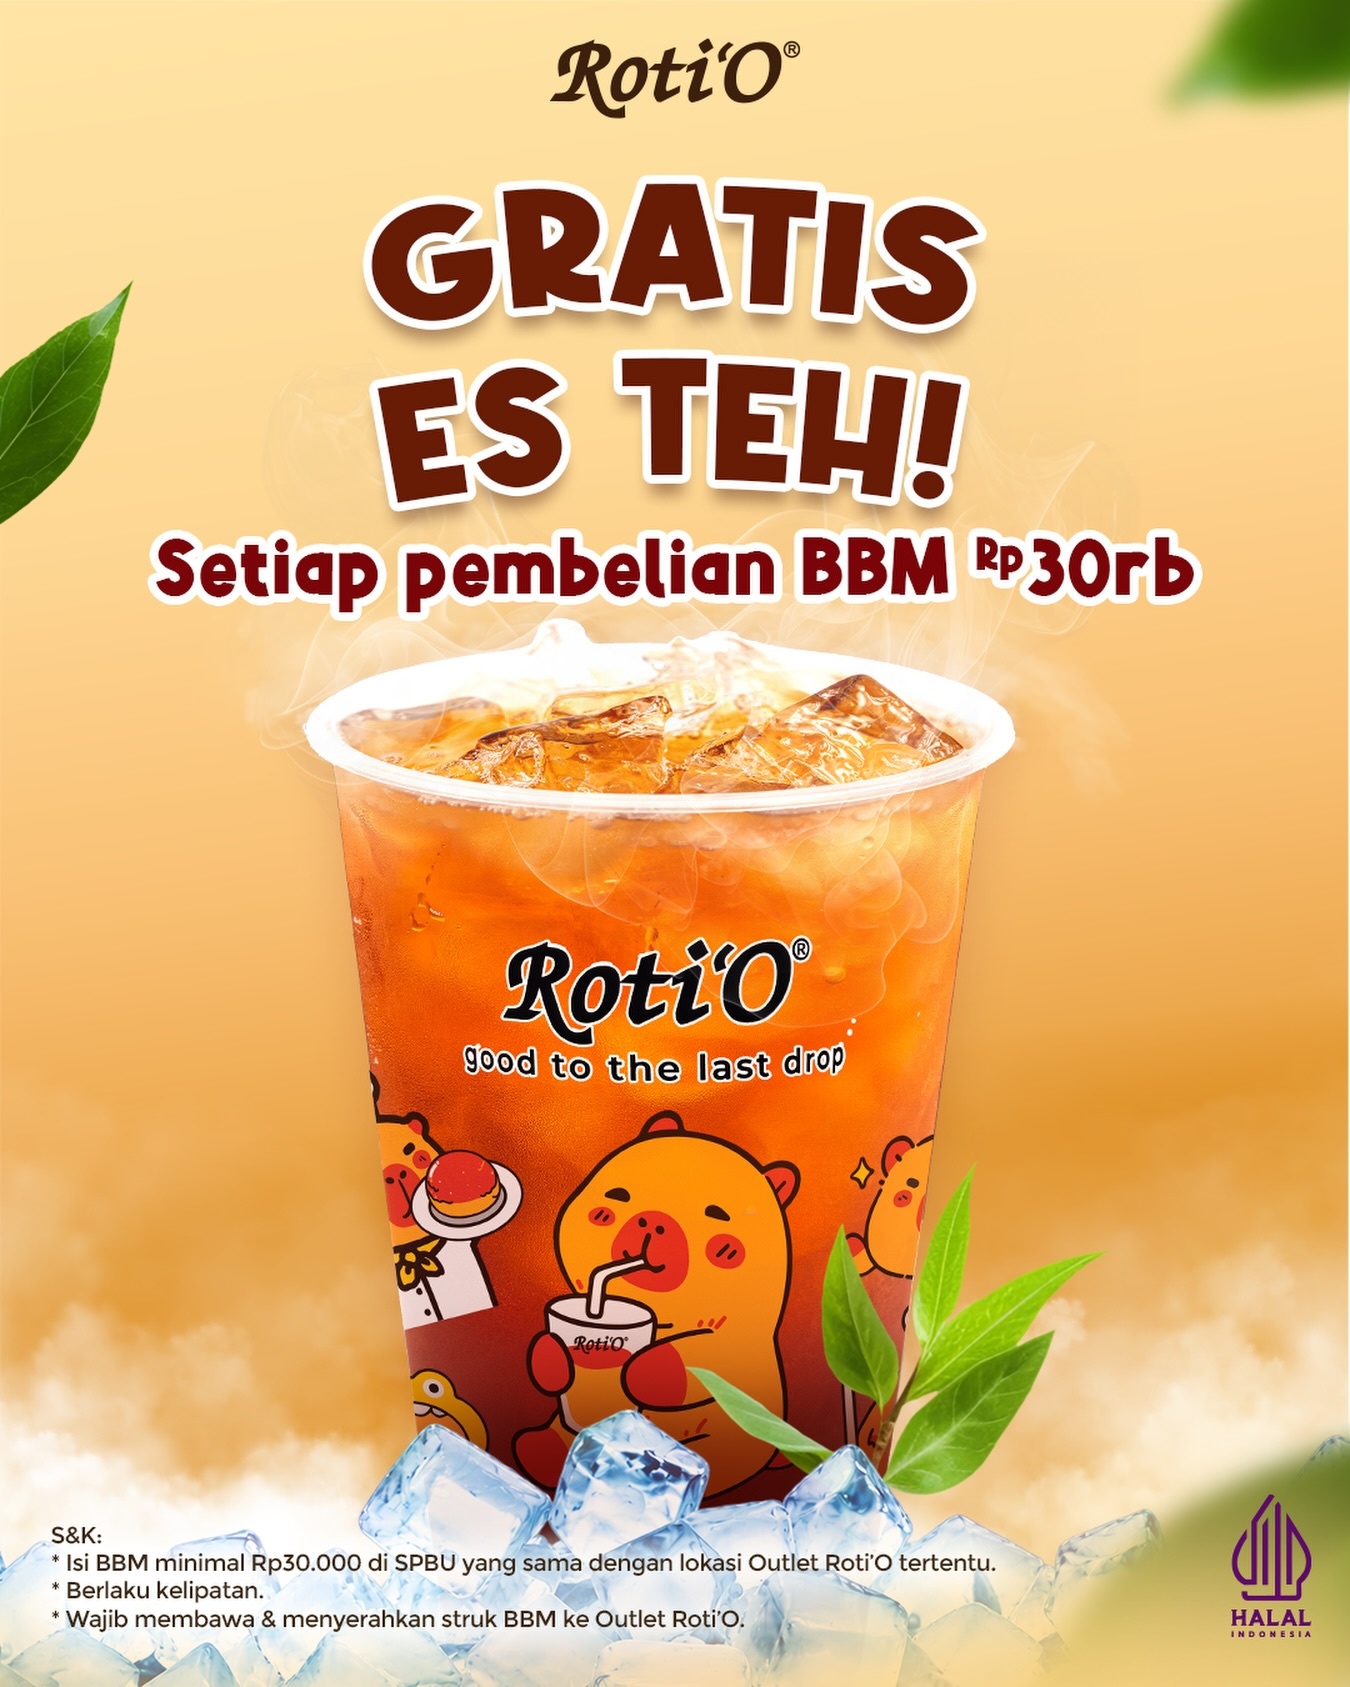 Roti'O®
GRATIS
ES TEH!
Setiap pembelian BBM Rp30rb
Roti'O®
good to the last drop
Roti'O®
S&K:
* Isi BBM minimal Rp30.000 di SPBU yang sama dengan lokasi Outlet Roti'O tertentu.
* Berlaku kelipatan.
* Wajib membawa & menyerahkan struk BBM ke Outlet Roti'O.
HALAL
INDONESIA